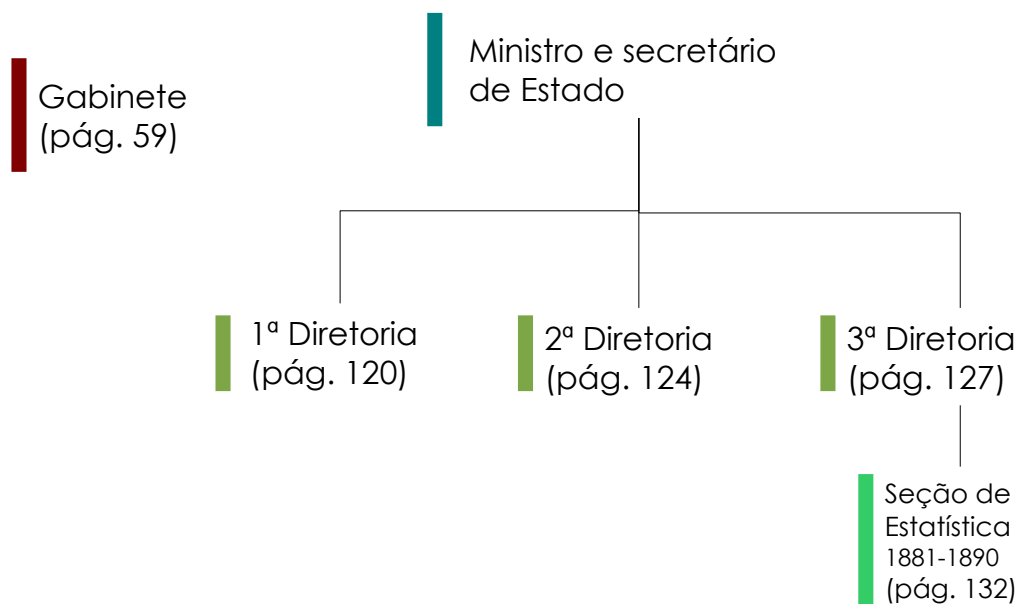 Ministro e secretário
de Estado
Gabinete
(pág. 59)
1ª Diretoria
(pág. 120)
2ª Diretoria
(pág. 124)
3ª Diretoria
(pág. 127)
Seção de
Estatística
1881-1890
(pág. 132)